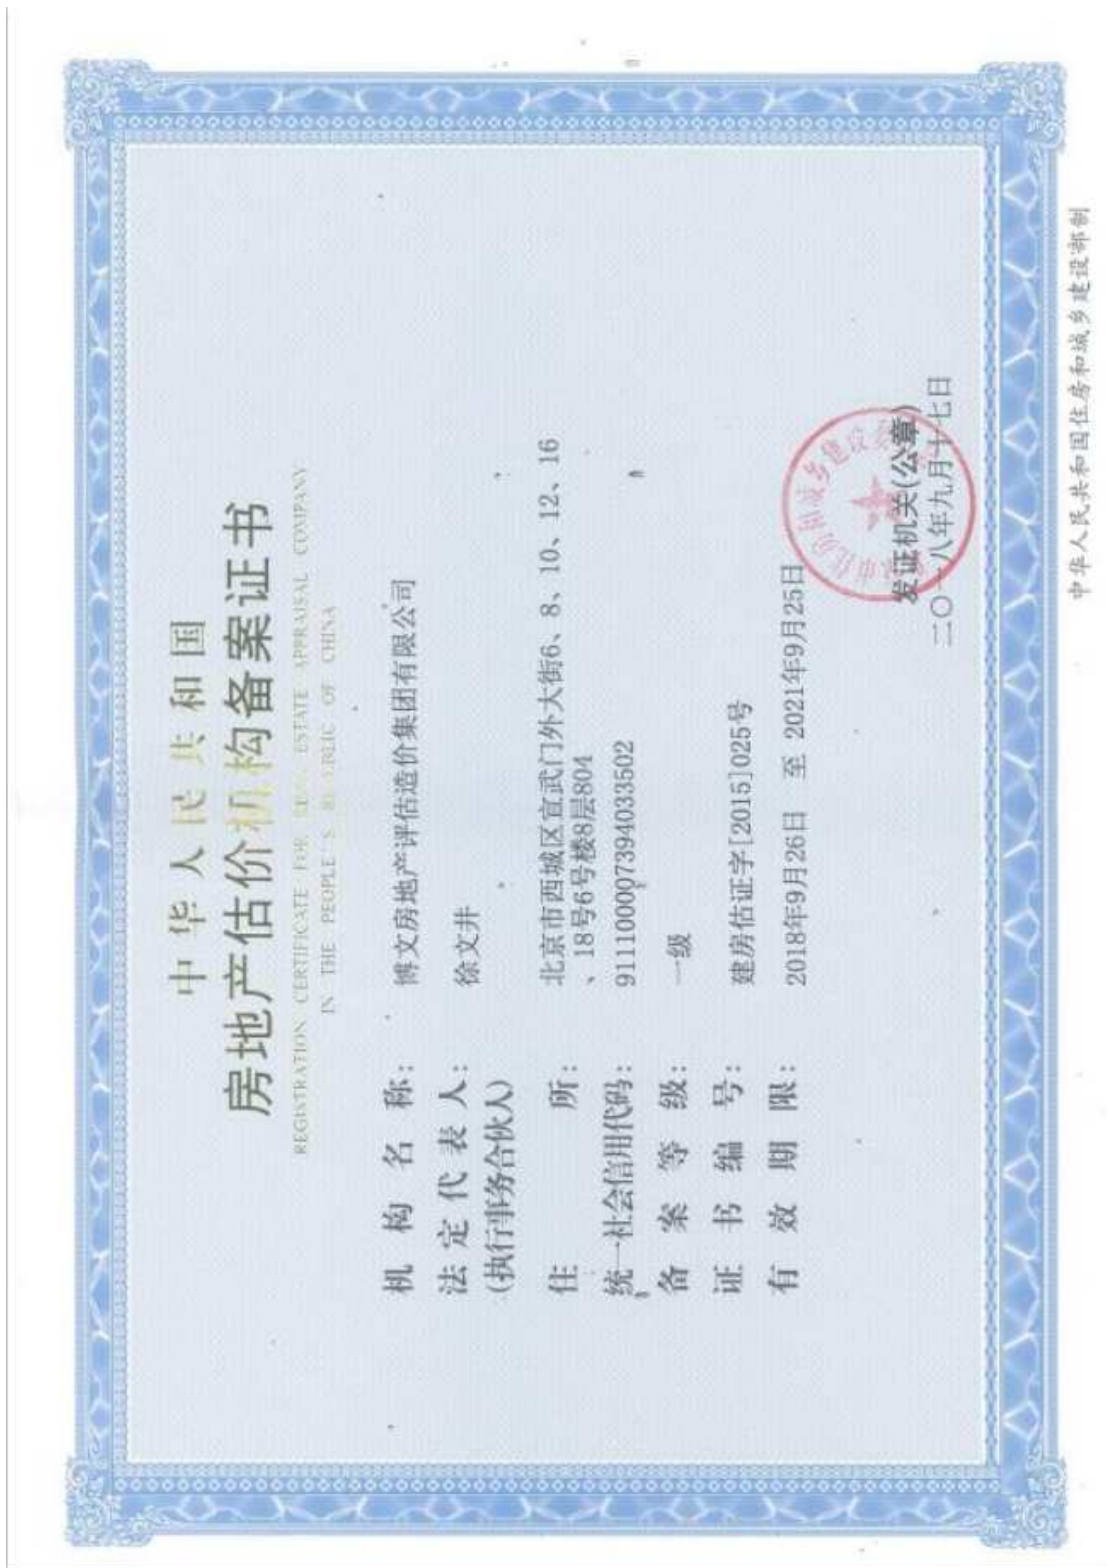 中华人民共和国
房地产估价机构备案证书
REGISTRATION CERTIFICATE FOR REAL ESTATE APPRAISAL COMPANY
IN THE PEOPLE'S REPUBLIC OF CHINA
机构名称: 博文房地产评估造价集团有限公司
法定代表人: 徐文井
(执行事务合伙人)
住所: 北京市西城区宣武门外大街6、8、10、12、16
、18号6号楼8层804
统一社会信用代码: 91110000739403350​2
备案等级: 一级
证书编号: 建房估证字[2015]025号
有效期限: 2018年9月26日 至 2021年9月25日
发证机关(公章)
二〇一八年九月十七日
中华人民共和国住房和城乡建设部制